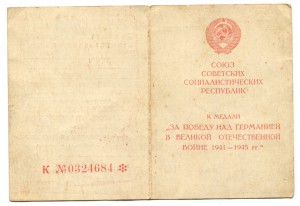 К №0324684 ✻
СОЮЗ
СОВЕТСКИХ
СОЦИАЛИСТИЧЕСКИХ
РЕСПУБЛИК
К МЕДАЛИ
„ЗА ПОБЕДУ НАД ГЕРМАНИЕЙ
В ВЕЛИКОЙ ОТЕЧЕСТВЕННОЙ
ВОЙНЕ 1941—1945 гг."